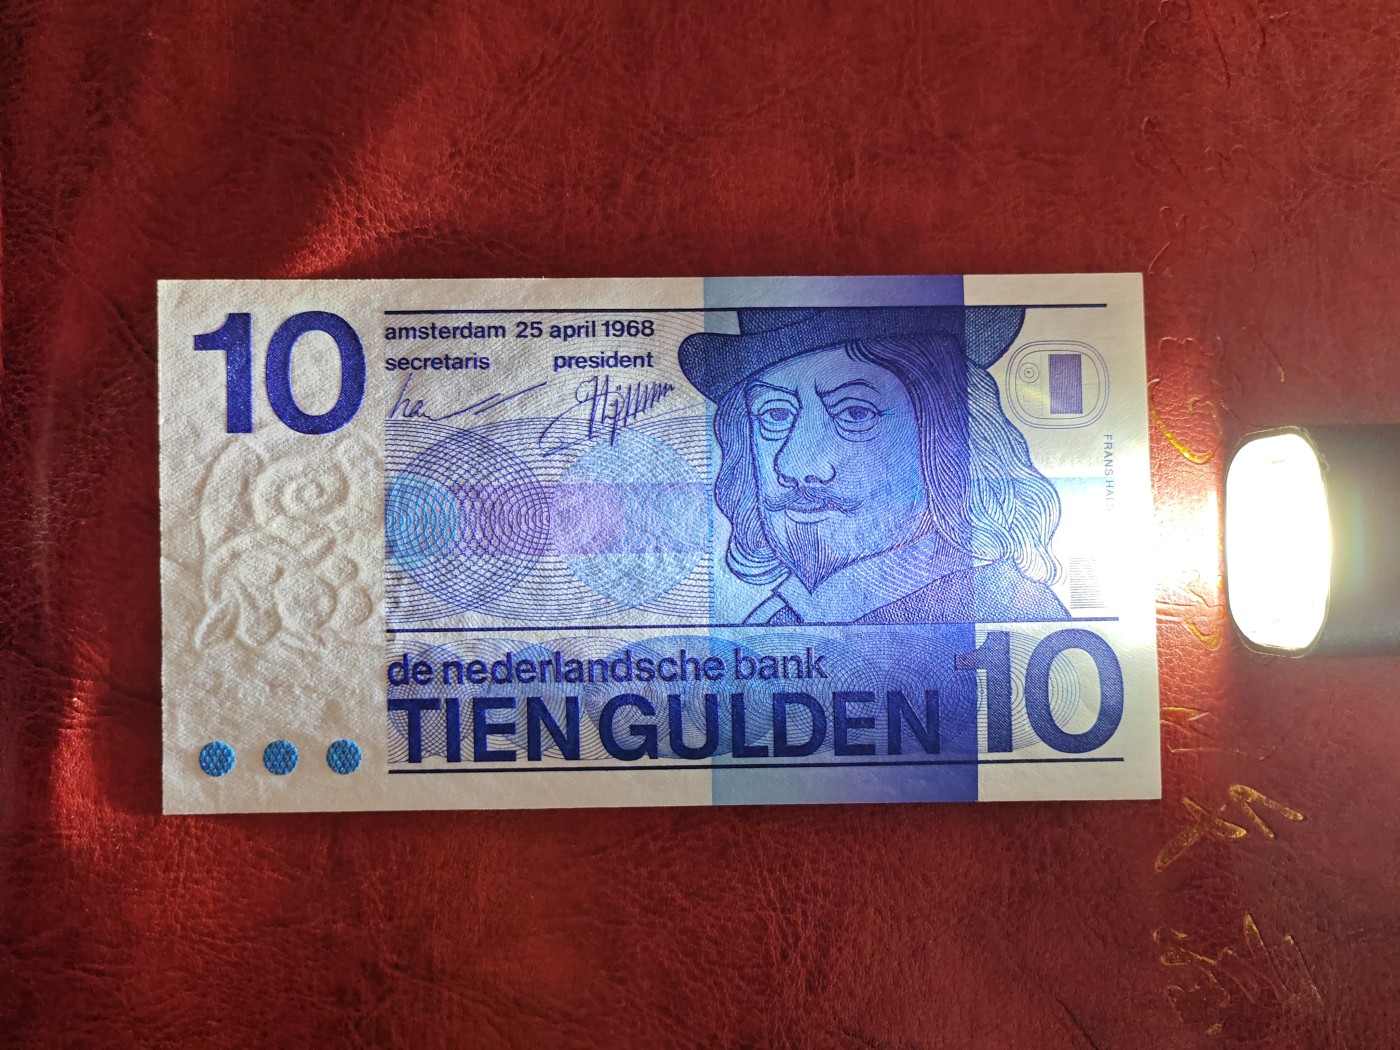 10
amsterdam 25 april 1968
secretaris president
FRANS HALS
de nederlandsche bank
TIEN GULDEN
10